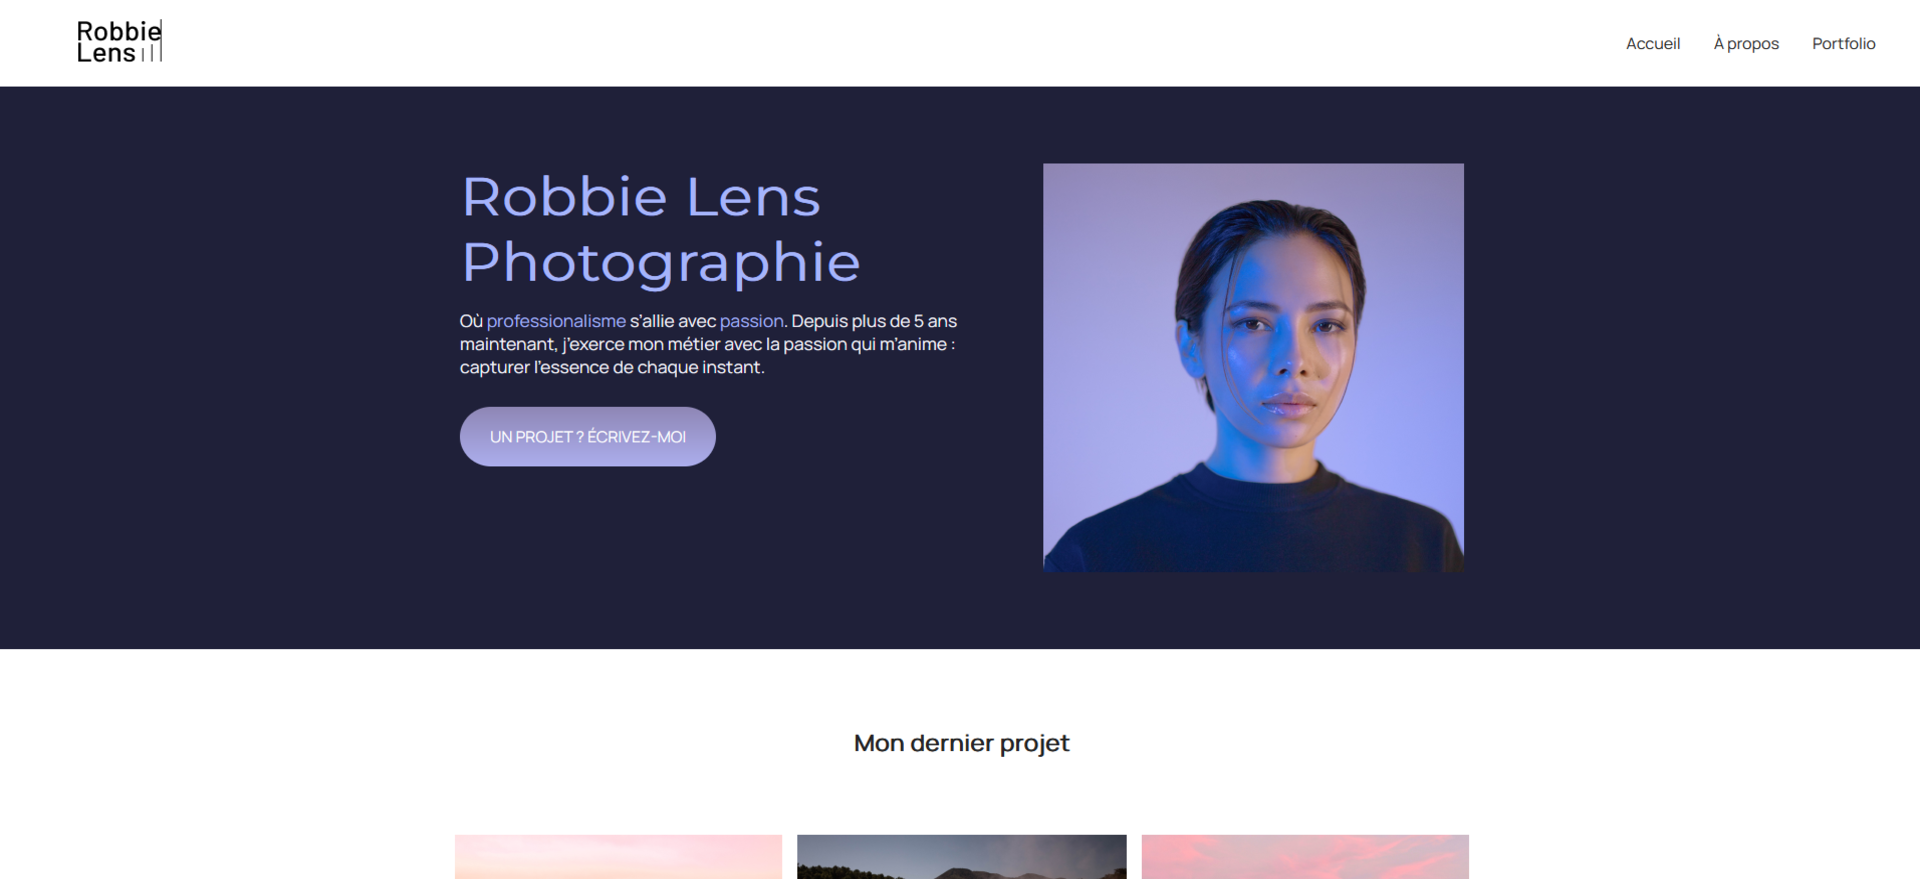 Robbie
Lens
Accueil
À propos
Portfolio
Robbie Lens
Photographie
Où professionalisme s'allie avec passion. Depuis plus de 5 ans
maintenant, j'exerce mon métier avec la passion qui m'anime :
capturer l'essence de chaque instant.
UN PROJET ? ÉCRIVEZ-MOI
Mon dernier projet